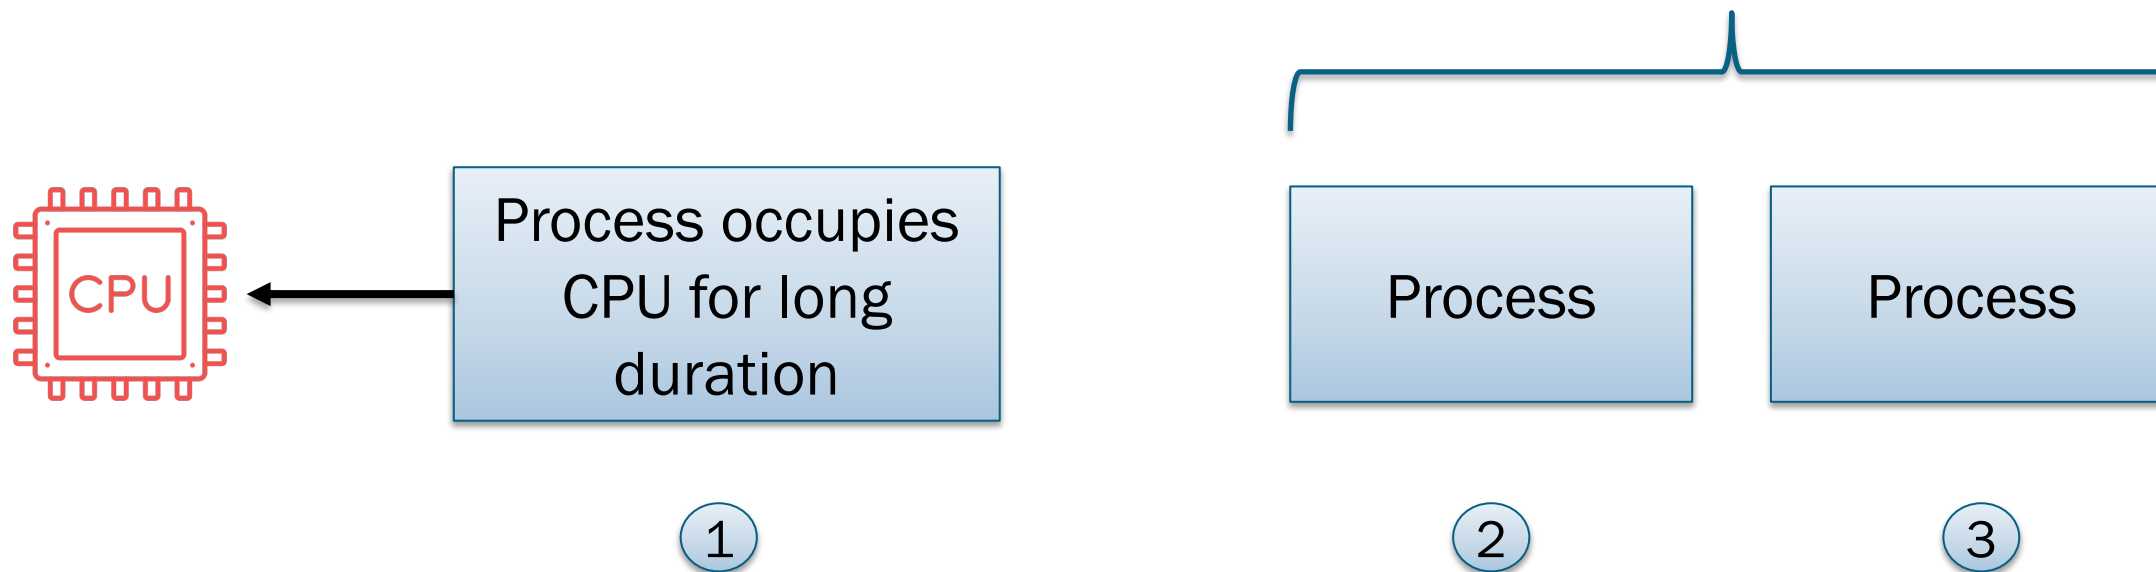 CPU
Process occupies
CPU for long
duration
Process
Process
1
2
3